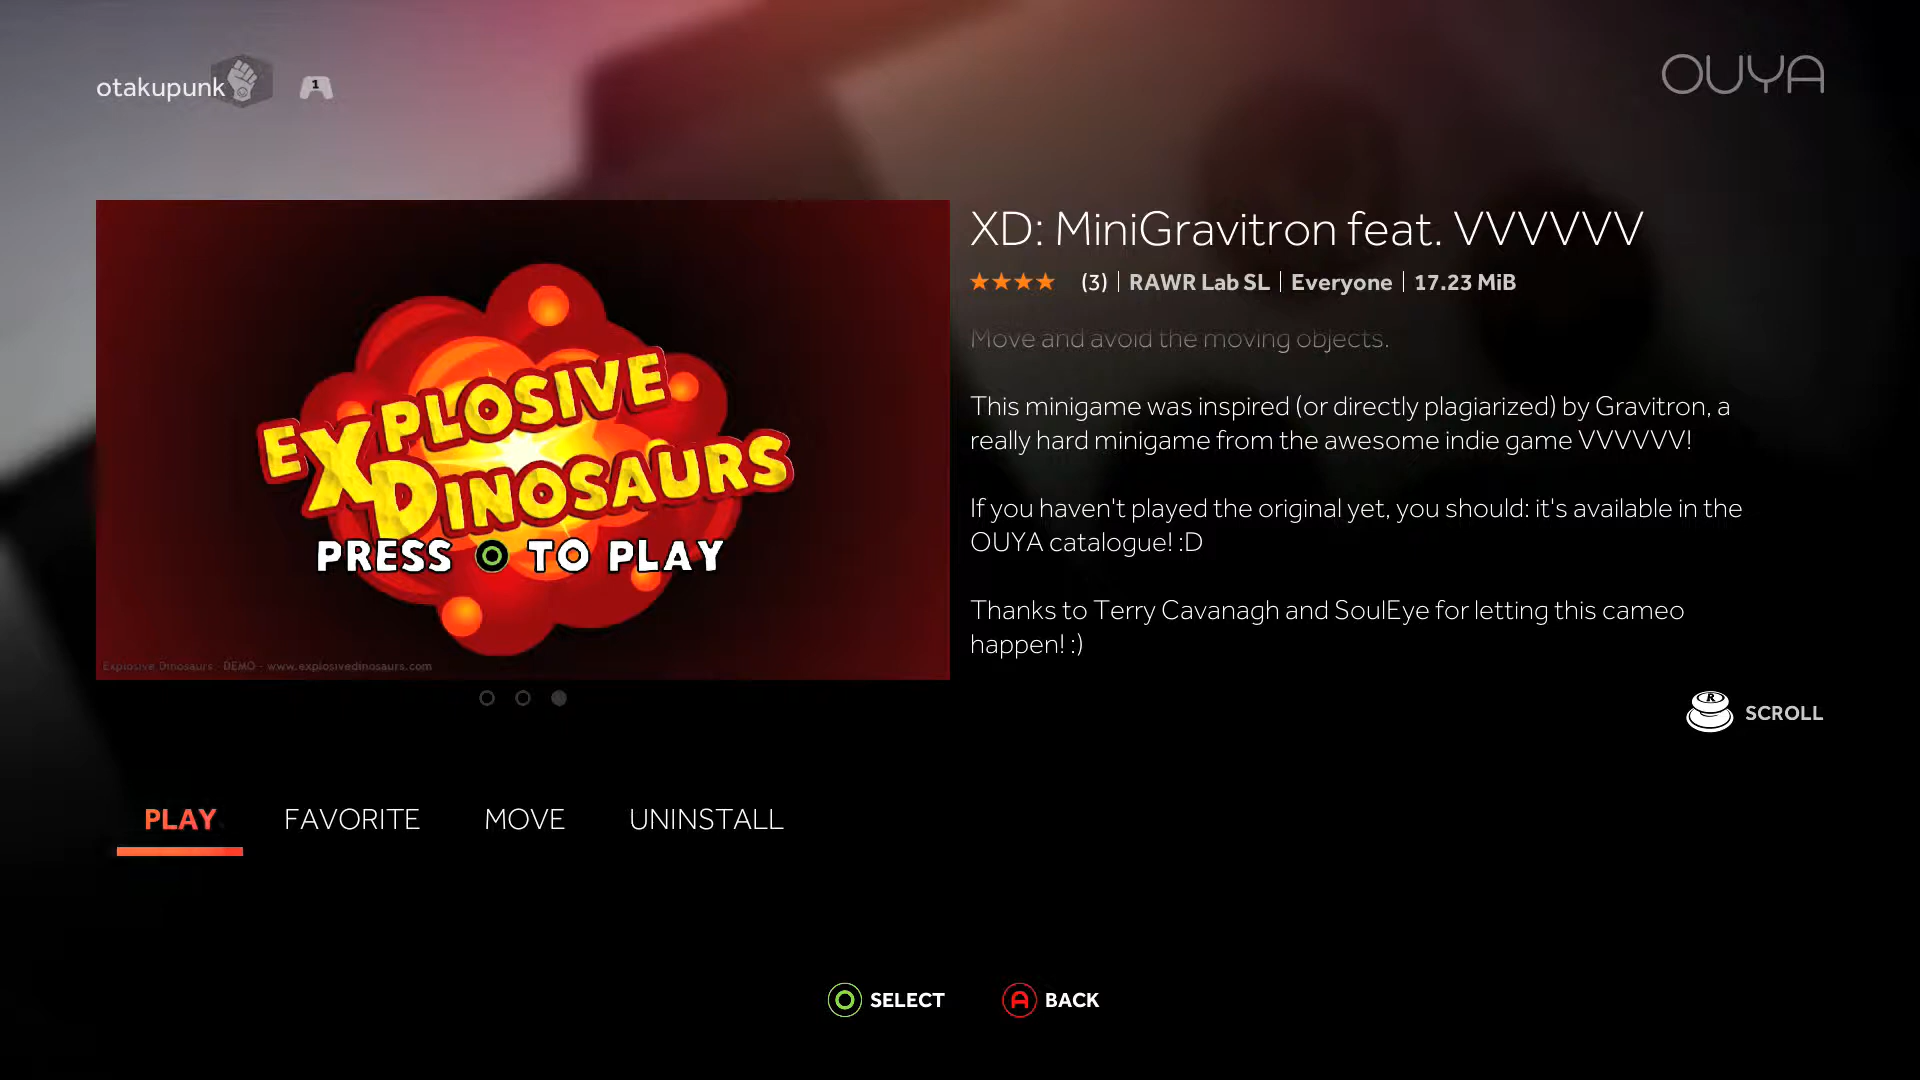 otakupunk
1
OUYA
EXPLOSIVE
DINOSAURS
PRESS O TO PLAY
Explosive Dinosaurs - DEMO - www.explosivedinosaurs.com
XD: MiniGravitron feat. VVVVVV
★★★★ (3) | RAWR Lab SL | Everyone | 17.23 MiB
Move and avoid the moving objects.
This minigame was inspired (or directly plagiarized) by Gravitron, a
really hard minigame from the awesome indie game VVVVVV!
If you haven't played the original yet, you should: it's available in the
OUYA catalogue! :D
Thanks to Terry Cavanagh and SoulEye for letting this cameo
happen! :)
R SCROLL
PLAY FAVORITE MOVE UNINSTALL
O SELECT A BACK